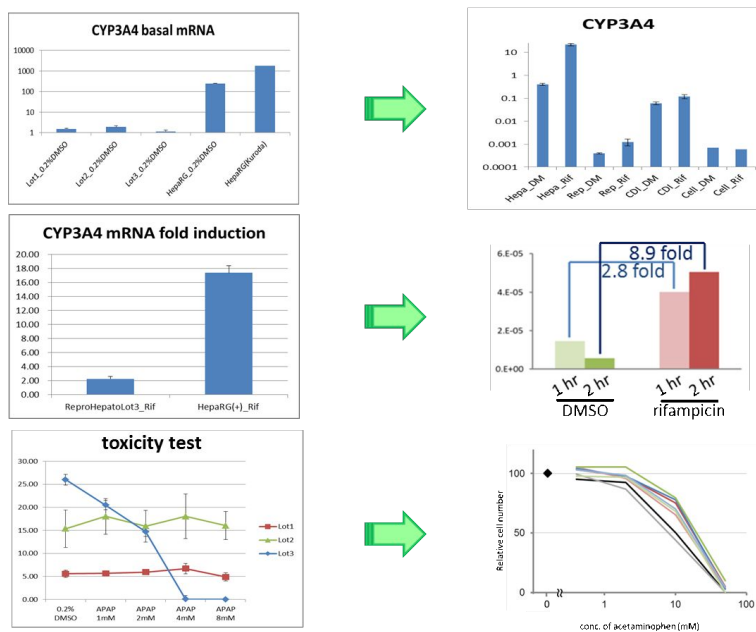 CYP3A4 basal mRNA
10000
1000
100
10
1
Lot1_0.2%DMSO
Lot2_0.2%DMSO
Lot3_0.2%DMSO
HepaRG_0.2%DMSO
HepaRG(Kuroda)
CYP3A4
10
1
0.1
0.01
0.001
0.0001
Hepa_DM
Hepa_Rif
Rep_DM
Rep_Rif
CDI_DM
CDI_Rif
Cell_DM
Cell_Rif
CYP3A4 mRNA fold induction
20.00
18.00
16.00
14.00
12.00
10.00
8.00
6.00
4.00
2.00
0.00
ReproHepatoLot3_Rif
HepaRG(+)_Rif
6.E-05
4.E-05
2.E-05
0.E+00
8.9 fold
2.8 fold
1 hr
2 hr
1 hr
2 hr
DMSO
rifampicin
toxicity test
30.00
25.00
20.00
15.00
10.00
5.00
0.00
0.2% DMSO
APAP 1mM
APAP 2mM
APAP 4mM
APAP 8mM
Lot1
Lot2
Lot3
Relative cell number
100
50
0
0
1
10
100
conc. of acetaminophen (mM)